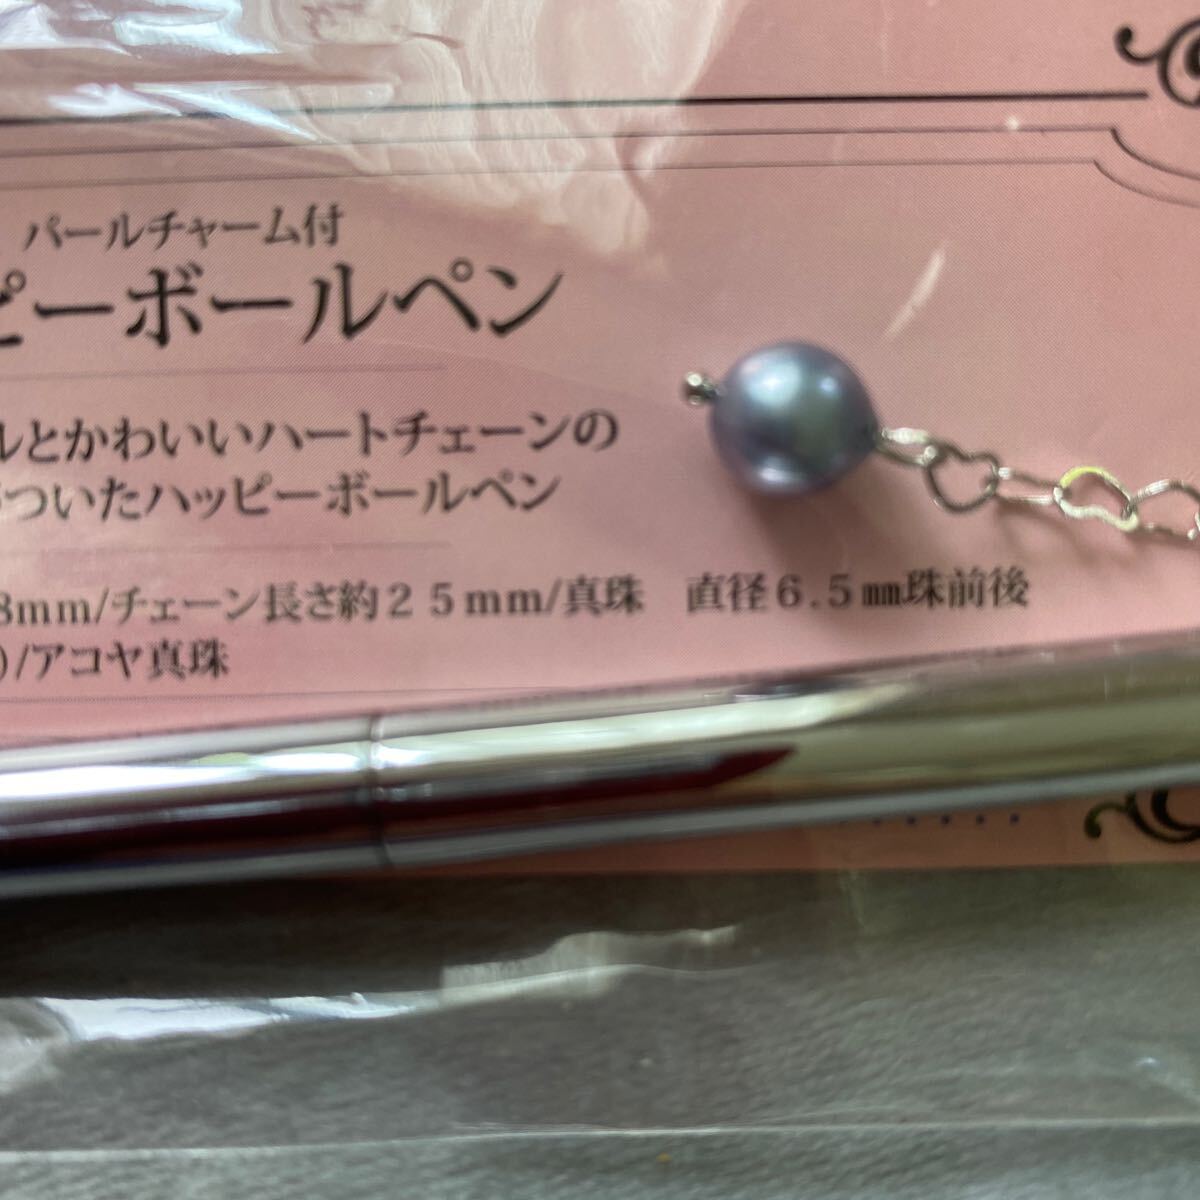 パールチャーム付
ピーボールペン
ルとかわいいハートチェーンの
ついたハッピーボールペン
8mm/チェーン長さ約２５mm/真珠　直径６.５㎜珠前後
)/アコヤ真珠